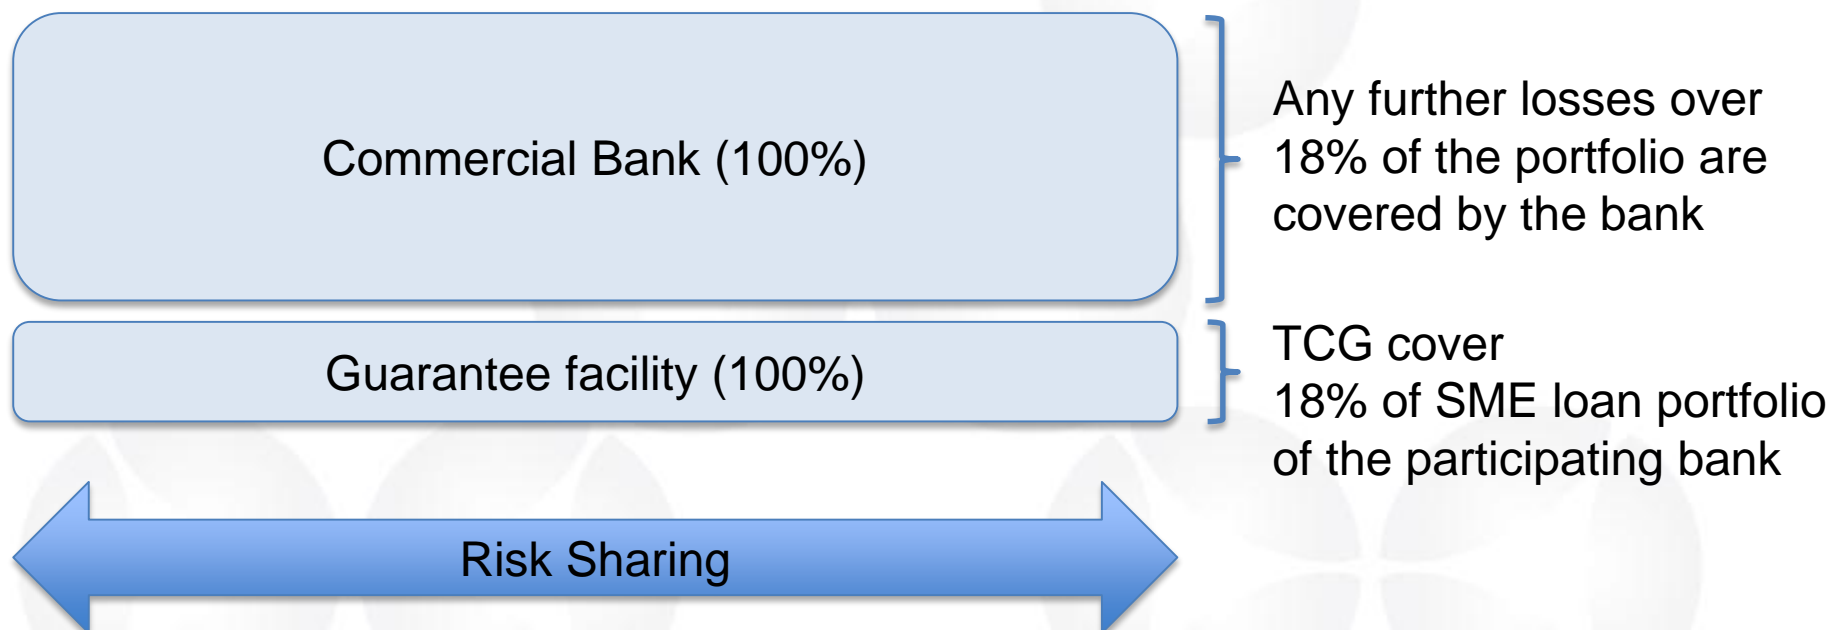 Commercial Bank (100%)
Any further losses over
18% of the portfolio are
covered by the bank
Guarantee facility (100%)
TCG cover
18% of SME loan portfolio
of the participating bank
Risk Sharing